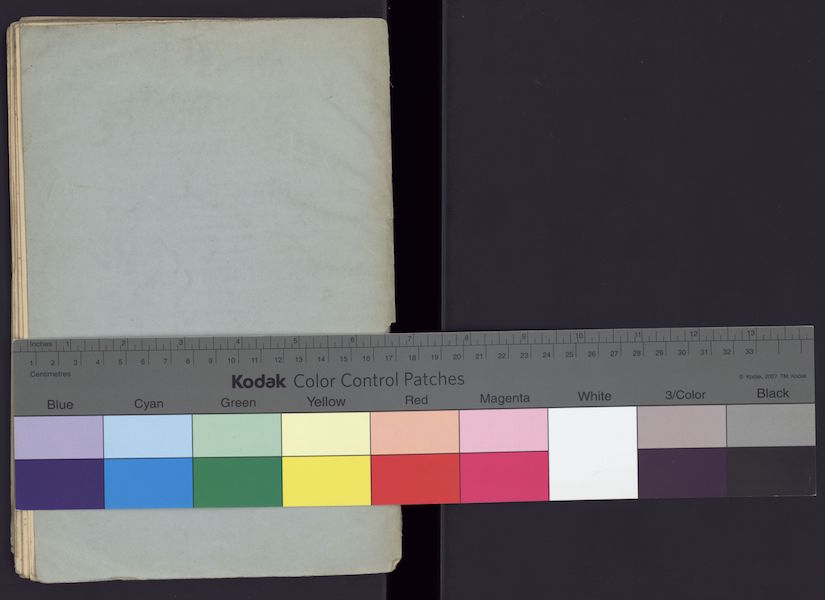 Inches 1 2 3 4 5 6 7 8 9 10 11 12 13
1 2 3 4 5 6 7 8 9 10 11 12 13 14 15 16 17 18 19 20 21 22 23 24 25 26 27 28 29 30 31 32 33
Centimetres
Kodak Color Control Patches
© Kodak, 2007 TM: Kodak
Blue Cyan Green Yellow Red Magenta White 3/Color Black